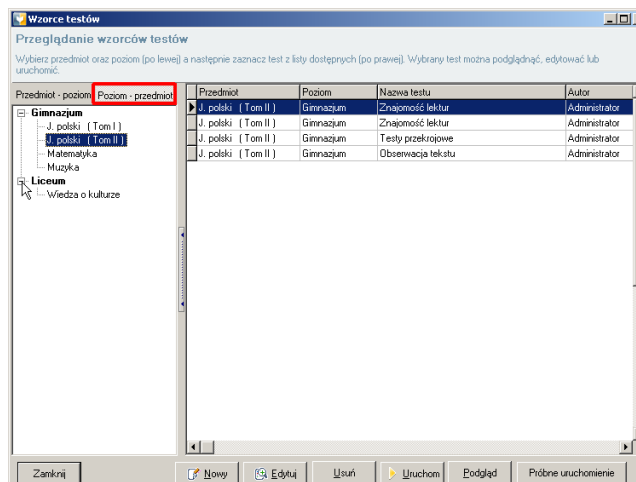 Wzorce testów
Przeglądanie wzorców testów
Wybierz przedmiot oraz poziom (po lewej) a następnie zaznacz test z listy dostępnych (po prawej). Wybrany test można podglądnąć, edytować lub
uruchomić.
Przedmiot - poziom Poziom - przedmiot
Gimnazjum
J. polski ( Tom I )
J. polski ( Tom II )
Matematyka
Muzyka
Liceum
Wiedza o kulturze
Przedmiot Poziom Nazwa testu Autor
J. polski ( Tom II ) Gimnazjum Znajomość lektur Administrator
J. polski ( Tom II ) Gimnazjum Znajomość lektur Administrator
J. polski ( Tom II ) Gimnazjum Testy przekrojowe Administrator
J. polski ( Tom II ) Gimnazjum Obserwacja tekstu Administrator
Zamknij Nowy Edytuj Usuń Uruchom Podgląd Próbne uruchomienie